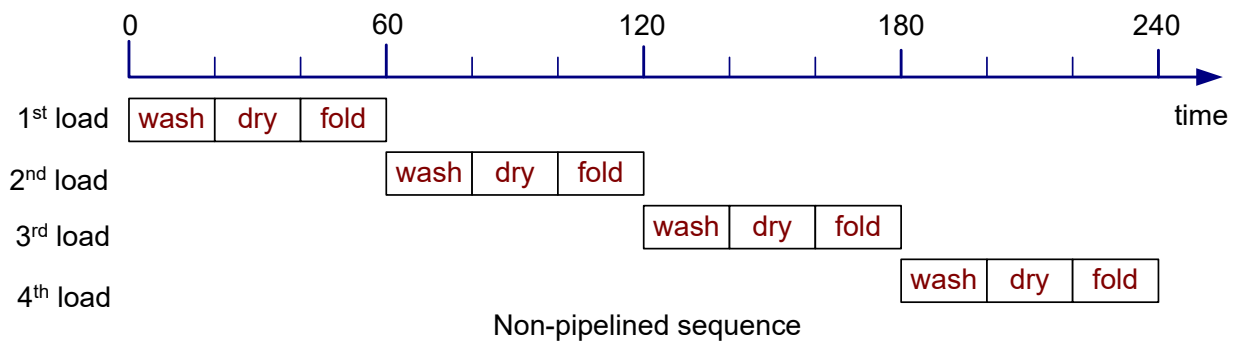 0 60 120 180 240
time
1st load wash dry fold
2nd load wash dry fold
3rd load wash dry fold
4th load wash dry fold
Non-pipelined sequence